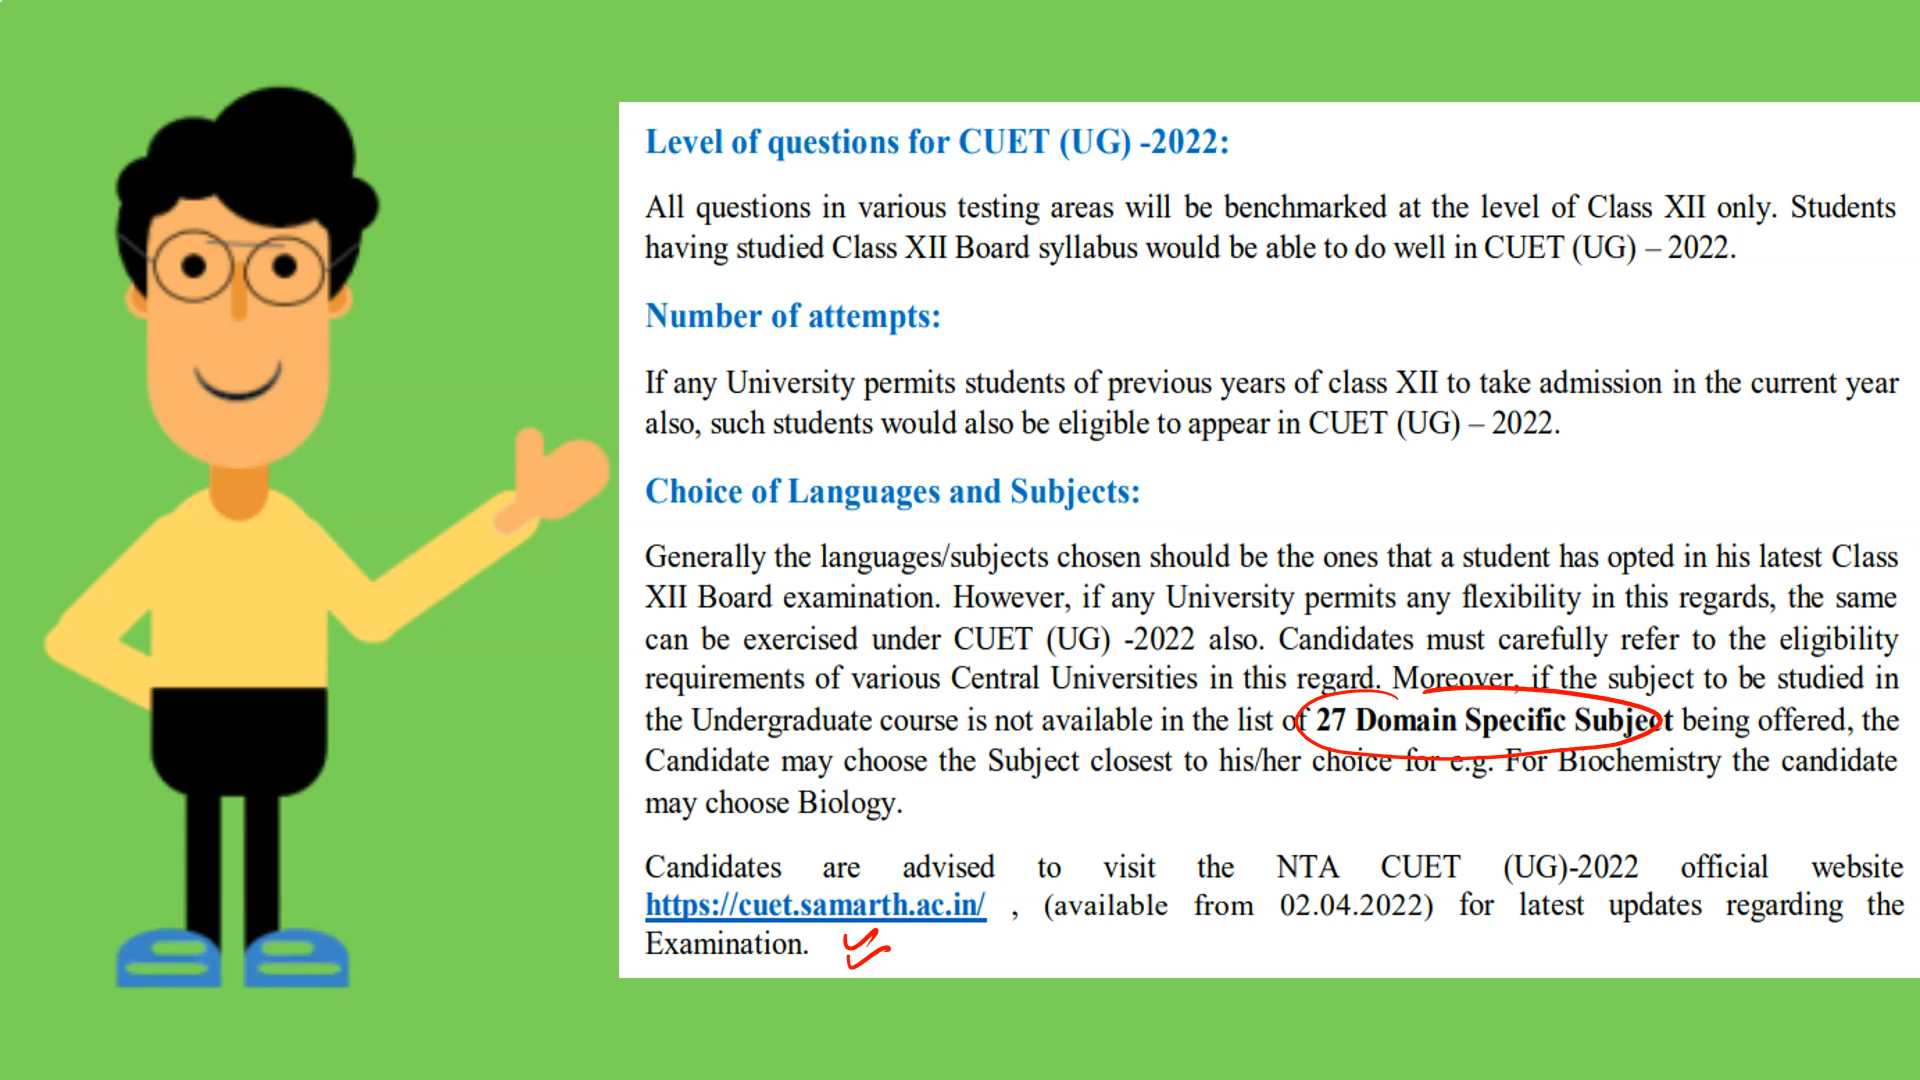 Level of questions for CUET (UG) -2022:
All questions in various testing areas will be benchmarked at the level of Class XII only. Students
having studied Class XII Board syllabus would be able to do well in CUET (UG) – 2022.
Number of attempts:
If any University permits students of previous years of class XII to take admission in the current year
also, such students would also be eligible to appear in CUET (UG) – 2022.
Choice of Languages and Subjects:
Generally the languages/subjects chosen should be the ones that a student has opted in his latest Class
XII Board examination. However, if any University permits any flexibility in this regards, the same
can be exercised under CUET (UG) -2022 also. Candidates must carefully refer to the eligibility
requirements of various Central Universities in this regard. Moreover, if the subject to be studied in
the Undergraduate course is not available in the list of 27 Domain Specific Subject being offered, the
Candidate may choose the Subject closest to his/her choice for e.g. For Biochemistry the candidate
may choose Biology.
Candidates are advised to visit the NTA CUET (UG)-2022 official website
https://cuet.samarth.ac.in/ , (available from 02.04.2022) for latest updates regarding the
Examination.